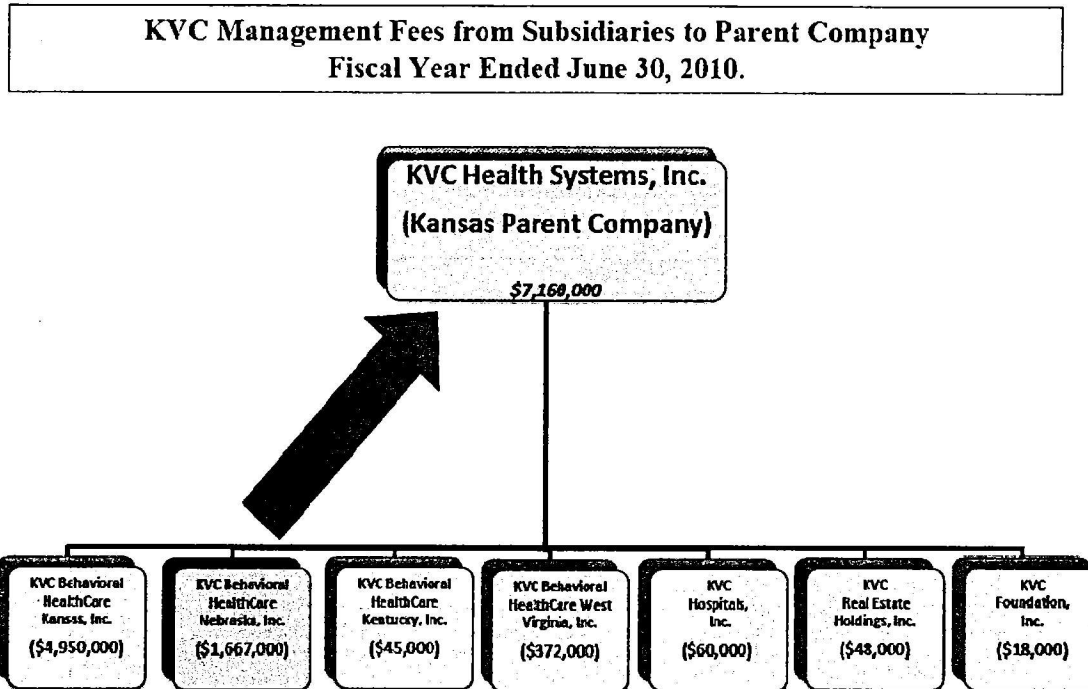 KVC Management Fees from Subsidiaries to Parent Company
Fiscal Year Ended June 30, 2010.
KVC Health Systems, Inc.
(Kansas Parent Company)
$7,160,000
KVC Behavioral
HealthCare
Kansas, Inc.
($4,950,000)
KVC Behavioral
HealthCare
Nebraska, Inc.
($1,667,000)
KVC Behavioral
HealthCare
Kentucky, Inc.
($45,000)
KVC Behavioral
HealthCare West
Virginia, Inc.
($372,000)
KVC
Hospitals,
Inc.
($60,000)
KVC
Real Estate
Holdings, Inc.
($48,000)
KVC
Foundation,
Inc.
($18,000)